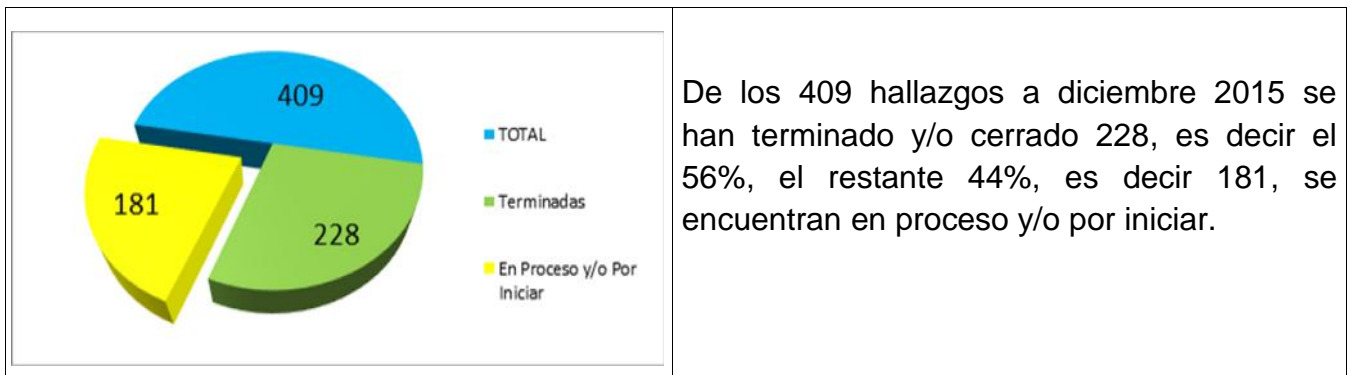 409
181
228
TOTAL
Terminadas
En Proceso y/o Por
Iniciar
De los 409 hallazgos a diciembre 2015 se
han terminado y/o cerrado 228, es decir el
56%, el restante 44%, es decir 181, se
encuentran en proceso y/o por iniciar.